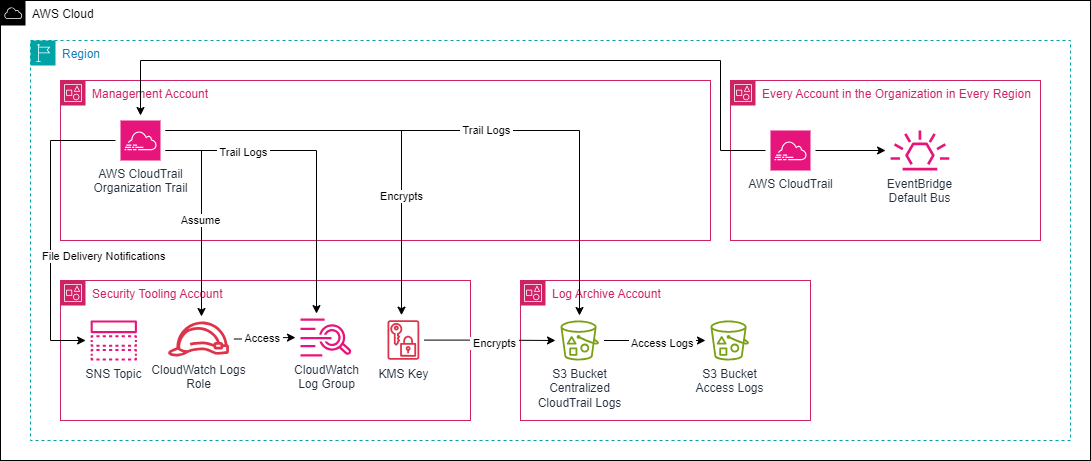 AWS Cloud
Region
Management Account
Every Account in the Organization in Every Region
Trail Logs
Trail Logs
AWS CloudTrail
Organization Trail
AWS CloudTrail
EventBridge
Default Bus
Encrypts
Assume
File Delivery Notifications
Security Tooling Account
Log Archive Account
Access
Encrypts
Access Logs
SNS Topic
CloudWatch Logs
Role
CloudWatch
Log Group
KMS Key
S3 Bucket
Centralized
CloudTrail Logs
S3 Bucket
Access Logs